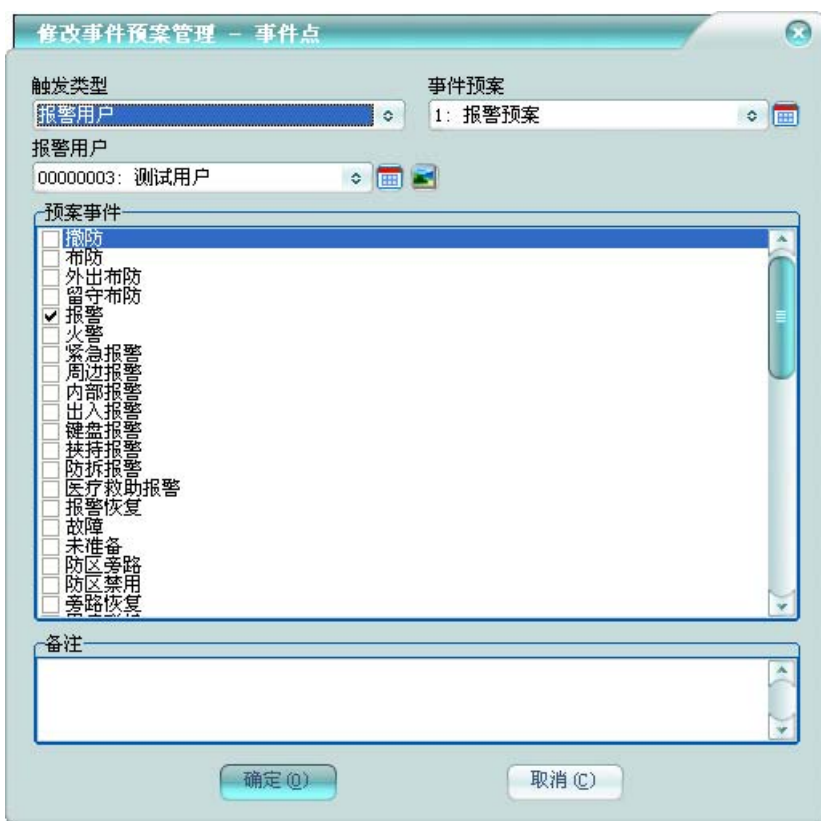 修改事件预案管理 - 事件点
触发类型 事件预案
报警用户 1: 报警预案
报警用户
00000003: 测试用户
预案事件
撤防
布防
外出布防
留守布防
报警
火警
紧急报警
周边报警
内部报警
出入报警
键盘报警
挟持报警
防拆报警
医疗救助报警
报警恢复
故障
未准备
防区旁路
防区禁用
旁路恢复
备注
确定(O) 取消(C)